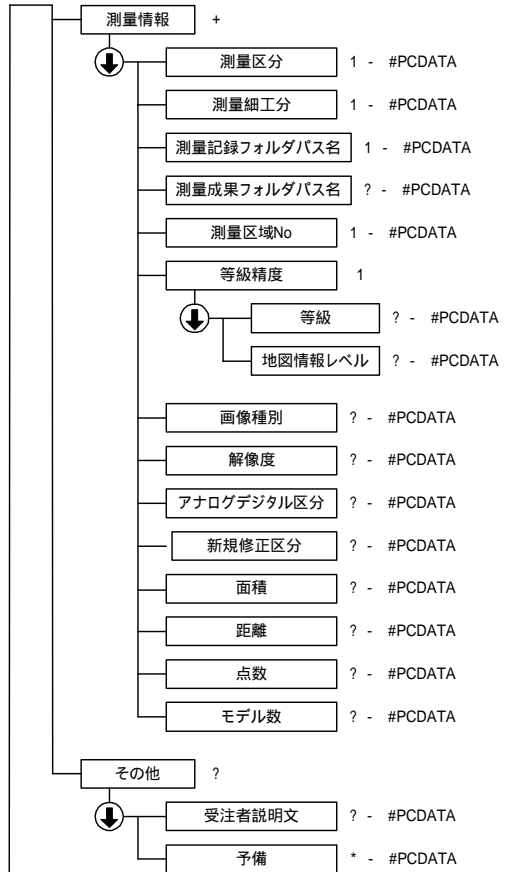 測量情報 +
測量区分 1 - #PCDATA
測量細工分 1 - #PCDATA
測量記録フォルダパス名 1 - #PCDATA
測量成果フォルダパス名 ? - #PCDATA
測量区域No 1 - #PCDATA
等級精度 1
等級 ? - #PCDATA
地図情報レベル ? - #PCDATA
画像種別 ? - #PCDATA
解像度 ? - #PCDATA
アナログデジタル区分 ? - #PCDATA
新規修正区分 ? - #PCDATA
面積 ? - #PCDATA
距離 ? - #PCDATA
点数 ? - #PCDATA
モデル数 ? - #PCDATA
その他 ?
受注者説明文 ? - #PCDATA
予備 * - #PCDATA